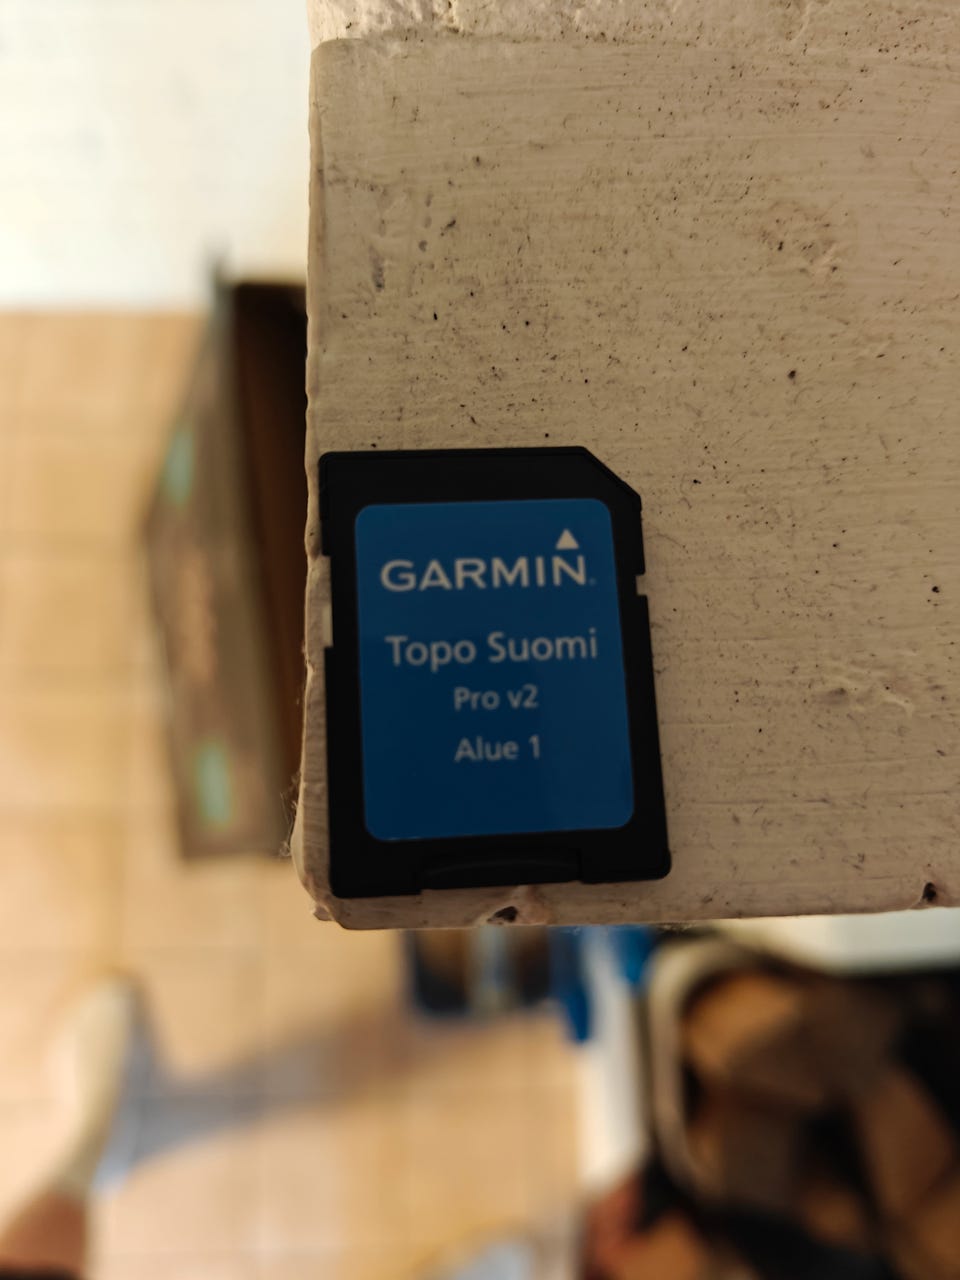 GARMIN
Topo Suomi
Pro v2
Alue 1